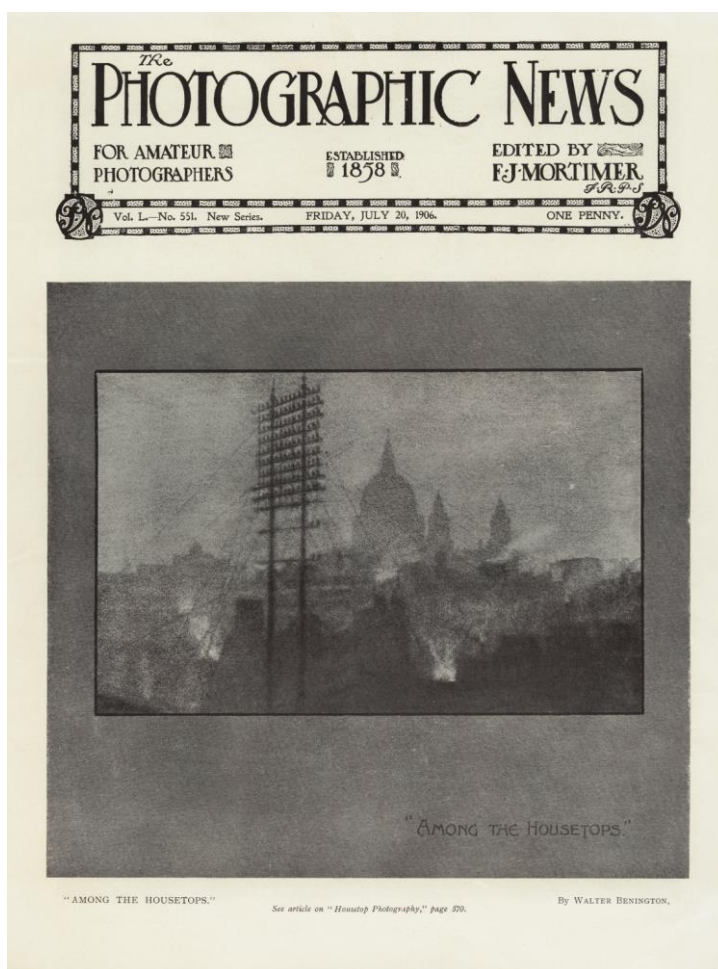 The
PHOTOGRAPHIC NEWS
FOR AMATEUR
PHOTOGRAPHERS
ESTABLISHED
1858
EDITED BY
F·J·MORTIMER
F·R·P·S
PN
Vol. L.—No. 551. New Series. FRIDAY, JULY 20, 1906. ONE PENNY.
PN
"AMONG THE HOUSETOPS."
"AMONG THE HOUSETOPS." By WALTER BENINGTON,
See article on "Housetop Photography," page 570.